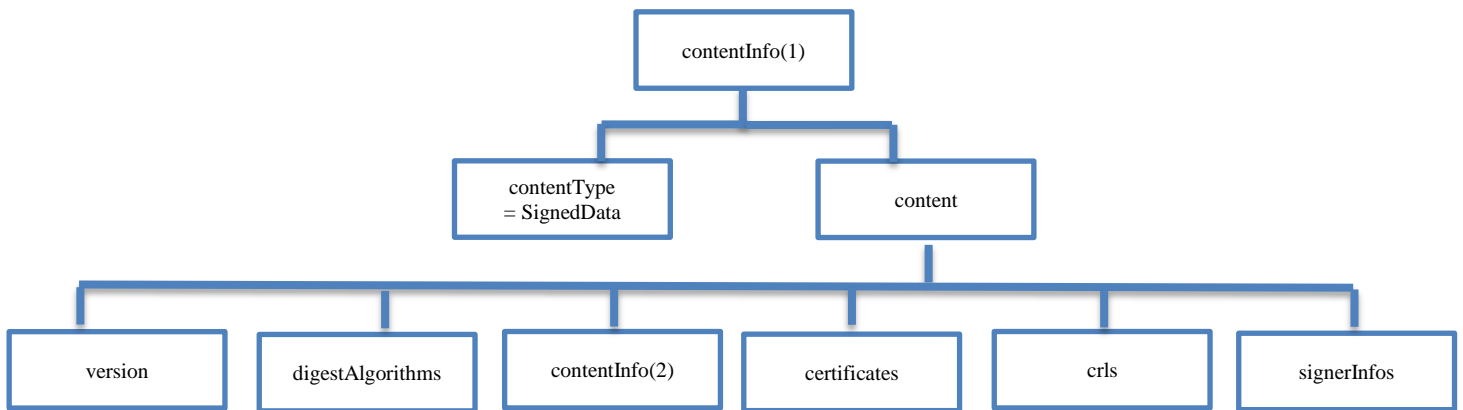 contentInfo(1)
contentType
= SignedData
content
version
digestAlgorithms
contentInfo(2)
certificates
crls
signerInfos